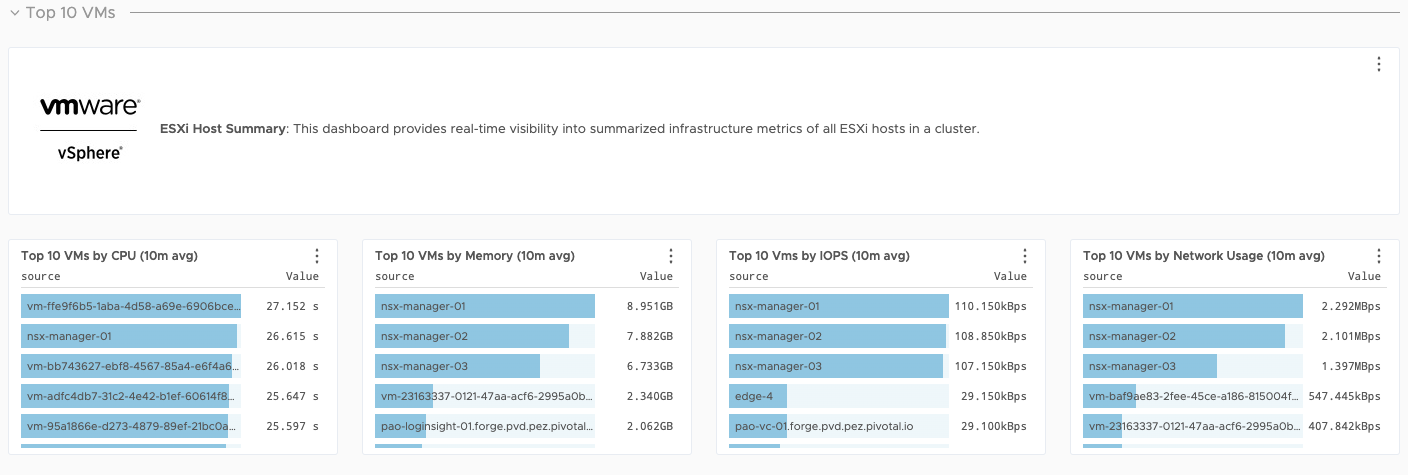 Top 10 VMs
vmware®
vSphere®
ESXi Host Summary: This dashboard provides real-time visibility into summarized infrastructure metrics of all ESXi hosts in a cluster.
Top 10 VMs by CPU (10m avg)
source Value
vm-ffe9f6b5-1aba-4d58-a69e-6906bce... 27.152 s
nsx-manager-01 26.615 s
vm-bb743627-ebf8-4567-85a4-e6f4a6... 26.018 s
vm-adfc4db7-31c2-4e42-b1ef-60614f8... 25.647 s
vm-95a1866e-d273-4879-89ef-21bc0a... 25.597 s
Top 10 VMs by Memory (10m avg)
source Value
nsx-manager-01 8.951GB
nsx-manager-02 7.882GB
nsx-manager-03 6.733GB
vm-23163337-0121-47aa-acf6-2995a0b... 2.340GB
pao-loginsight-01.forge.pvd.pez.pivotal... 2.062GB
Top 10 Vms by IOPS (10m avg)
source Value
nsx-manager-01 110.150kBps
nsx-manager-02 108.850kBps
nsx-manager-03 107.150kBps
edge-4 29.150kBps
pao-vc-01.forge.pvd.pez.pivotal.io 29.100kBps
Top 10 VMs by Network Usage (10m avg)
source Value
nsx-manager-01 2.292MBps
nsx-manager-02 2.101MBps
nsx-manager-03 1.397MBps
vm-baf9ae83-2fee-45ce-a186-815004f... 547.445kBps
vm-23163337-0121-47aa-acf6-2995a0b... 407.842kBps